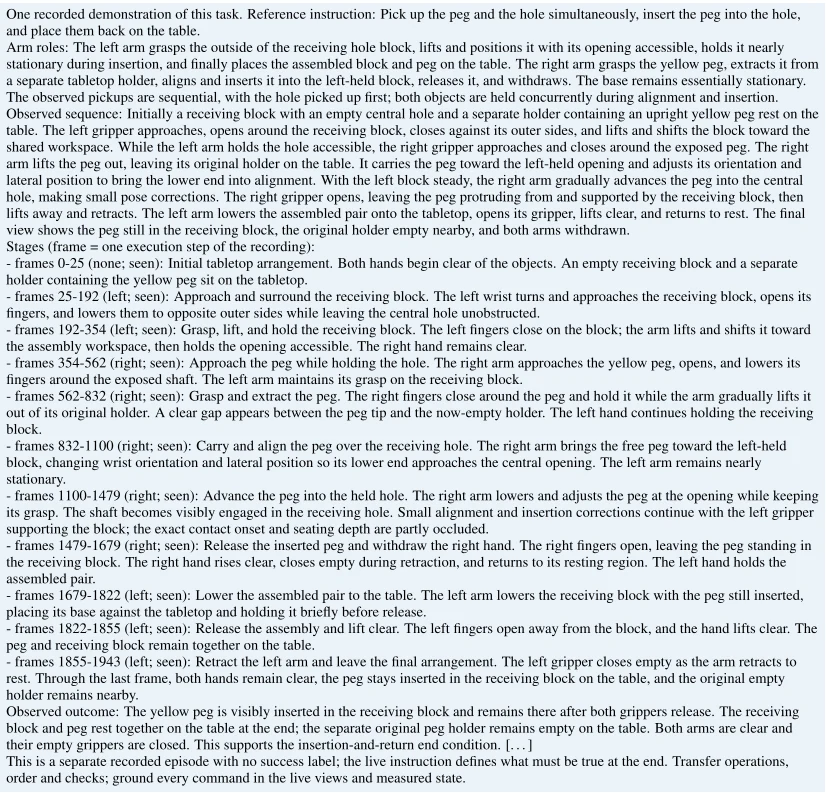 One recorded demonstration of this task. Reference instruction: Pick up the peg and the hole simultaneously, insert the peg into the hole,
and place them back on the table.
Arm roles: The left arm grasps the outside of the receiving hole block, lifts and positions it with its opening accessible, holds it nearly
stationary during insertion, and finally places the assembled block and peg on the table. The right arm grasps the yellow peg, extracts it from
a separate tabletop holder, aligns and inserts it into the left-held block, releases it, and withdraws. The base remains essentially stationary.
The observed pickups are sequential, with the hole picked up first; both objects are held concurrently during alignment and insertion.
Observed sequence: Initially a receiving block with an empty central hole and a separate holder containing an upright yellow peg rest on the
table. The left gripper approaches, opens around the receiving block, closes against its outer sides, and lifts and shifts the block toward the
shared workspace. While the left arm holds the hole accessible, the right gripper approaches and closes around the exposed peg. The right
arm lifts the peg out, leaving its original holder on the table. It carries the peg toward the left-held opening and adjusts its orientation and
lateral position to bring the lower end into alignment. With the left block steady, the right arm gradually advances the peg into the central
hole, making small pose corrections. The right gripper opens, leaving the peg protruding from and supported by the receiving block, then
lifts away and retracts. The left arm lowers the assembled pair onto the tabletop, opens its gripper, lifts clear, and returns to rest. The final
view shows the peg still in the receiving block, the original holder empty nearby, and both arms withdrawn.
Stages (frame = one execution step of the recording):
- frames 0-25 (none; seen): Initial tabletop arrangement. Both hands begin clear of the objects. An empty receiving block and a separate
holder containing the yellow peg sit on the tabletop.
- frames 25-192 (left; seen): Approach and surround the receiving block. The left wrist turns and approaches the receiving block, opens its
fingers, and lowers them to opposite outer sides while leaving the central hole unobstructed.
- frames 192-354 (left; seen): Grasp, lift, and hold the receiving block. The left fingers close on the block; the arm lifts and shifts it toward
the assembly workspace, then holds the opening accessible. The right hand remains clear.
- frames 354-562 (right; seen): Approach the peg while holding the hole. The right arm approaches the yellow peg, opens, and lowers its
fingers around the exposed shaft. The left arm maintains its grasp on the receiving block.
- frames 562-832 (right; seen): Grasp and extract the peg. The right fingers close around the peg and hold it while the arm gradually lifts it
out of its original holder. A clear gap appears between the peg tip and the now-empty holder. The left hand continues holding the receiving
block.
- frames 832-1100 (right; seen): Carry and align the peg over the receiving hole. The right arm brings the free peg toward the left-held
block, changing wrist orientation and lateral position so its lower end approaches the central opening. The left arm remains nearly
stationary.
- frames 1100-1479 (right; seen): Advance the peg into the held hole. The right arm lowers and adjusts the peg at the opening while keeping
its grasp. The shaft becomes visibly engaged in the receiving hole. Small alignment and insertion corrections continue with the left gripper
supporting the block; the exact contact onset and seating depth are partly occluded.
- frames 1479-1679 (right; seen): Release the inserted peg and withdraw the right hand. The right fingers open, leaving the peg standing in
the receiving block. The right hand rises clear, closes empty during retraction, and returns to its resting region. The left hand holds the
assembled pair.
- frames 1679-1822 (left; seen): Lower the assembled pair to the table. The left arm lowers the receiving block with the peg still inserted,
placing its base against the tabletop and holding it briefly before release.
- frames 1822-1855 (left; seen): Release the assembly and lift clear. The left fingers open away from the block, and the hand lifts clear. The
peg and receiving block remain together on the table.
- frames 1855-1943 (left; seen): Retract the left arm and leave the final arrangement. The left gripper closes empty as the arm retracts to
rest. Through the last frame, both hands remain clear, the peg stays inserted in the receiving block on the table, and the original empty
holder remains nearby.
Observed outcome: The yellow peg is visibly inserted in the receiving block and remains there after both grippers release. The receiving
block and peg rest together on the table at the end; the separate original peg holder remains empty on the table. Both arms are clear and
their empty grippers are closed. This supports the insertion-and-return end condition. [...]
This is a separate recorded episode with no success label; the live instruction defines what must be true at the end. Transfer operations,
order and checks; ground every command in the live views and measured state.